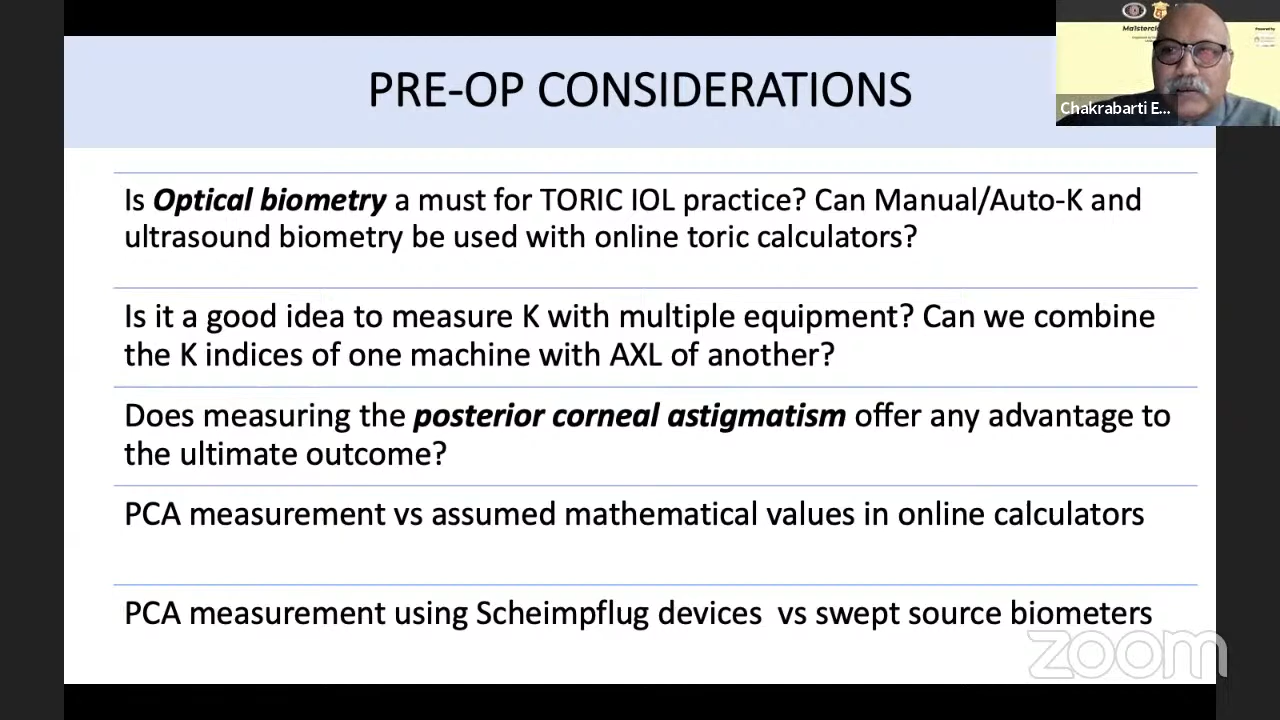 PRE-OP CONSIDERATIONS
Chakrabarti E...
Is Optical biometry a must for TORIC IOL practice? Can Manual/Auto-K and
ultrasound biometry be used with online toric calculators?
Is it a good idea to measure K with multiple equipment? Can we combine
the K indices of one machine with AXL of another?
Does measuring the posterior corneal astigmatism offer any advantage to
the ultimate outcome?
PCA measurement vs assumed mathematical values in online calculators
PCA measurement using Scheimpflug devices  vs swept source biometers
zoom